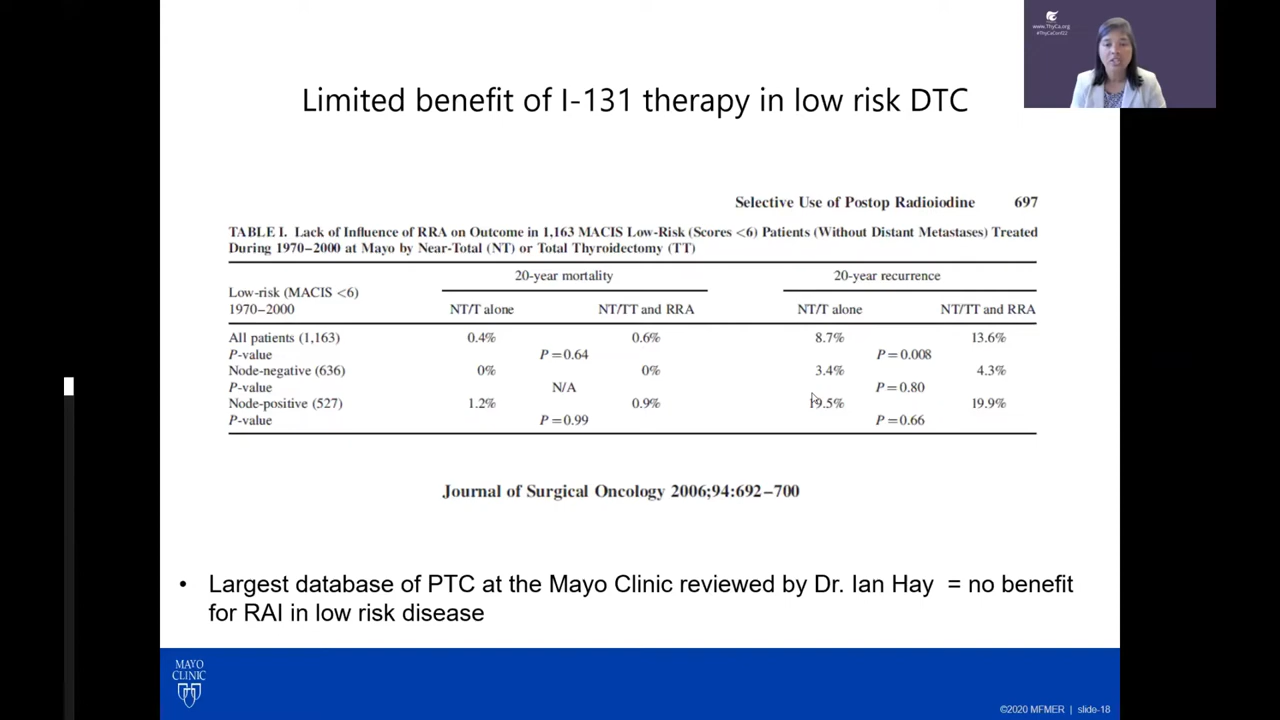 www.ThyCa.org
#ThyCaConf22
Limited benefit of I-131 therapy in low risk DTC
Selective Use of Postop Radioiodine 697
TABLE I. Lack of Influence of RRA on Outcome in 1,163 MACIS Low-Risk (Scores <6) Patients (Without Distant Metastases) Treated
During 1970–2000 at Mayo by Near-Total (NT) or Total Thyroidectomy (TT)
20-year mortality 20-year recurrence
Low-risk (MACIS <6)
1970–2000 NT/T alone NT/TT and RRA NT/T alone NT/TT and RRA
All patients (1,163) 0.4% 0.6% 8.7% 13.6%
P-value P=0.64 P=0.008
Node-negative (636) 0% 0% 3.4% 4.3%
P-value N/A P=0.80
Node-positive (527) 1.2% 0.9% 19.5% 19.9%
P-value P=0.99 P=0.66
Journal of Surgical Oncology 2006;94:692–700
• Largest database of PTC at the Mayo Clinic reviewed by Dr. Ian Hay = no benefit
for RAI in low risk disease
MAYO
CLINIC
©2020 MFMER | slide-18